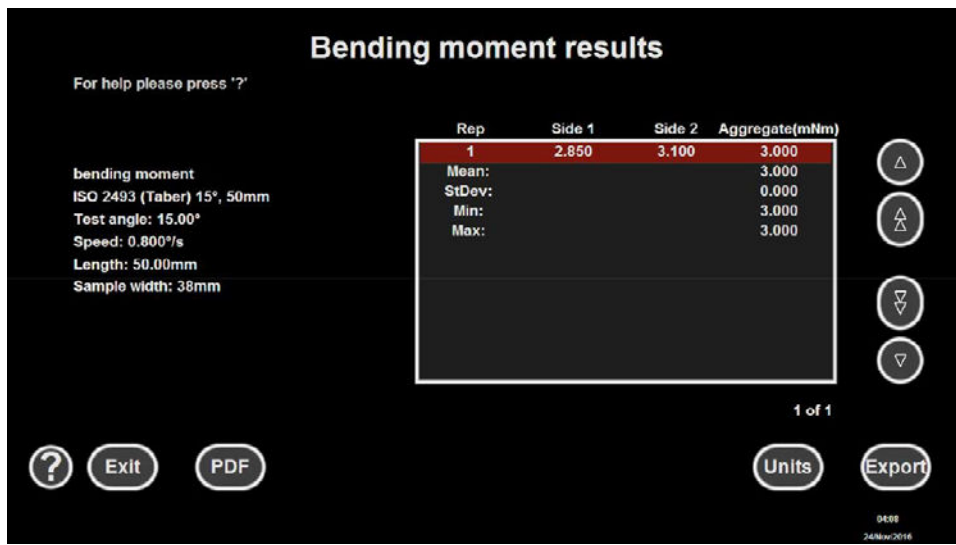 Bending moment results
For help please press '?'
bending moment
ISO 2493 (Taber) 15°, 50mm
Test angle: 15.00°
Speed: 0.800°/s
Length: 50.00mm
Sample width: 38mm
Rep Side 1 Side 2 Aggregate(mNm)
1 2.850 3.100 3.000
Mean: 3.000
StDev: 0.000
Min: 3.000
Max: 3.000
1 of 1
? Exit PDF Units Export
04:08
24/Nov/2016